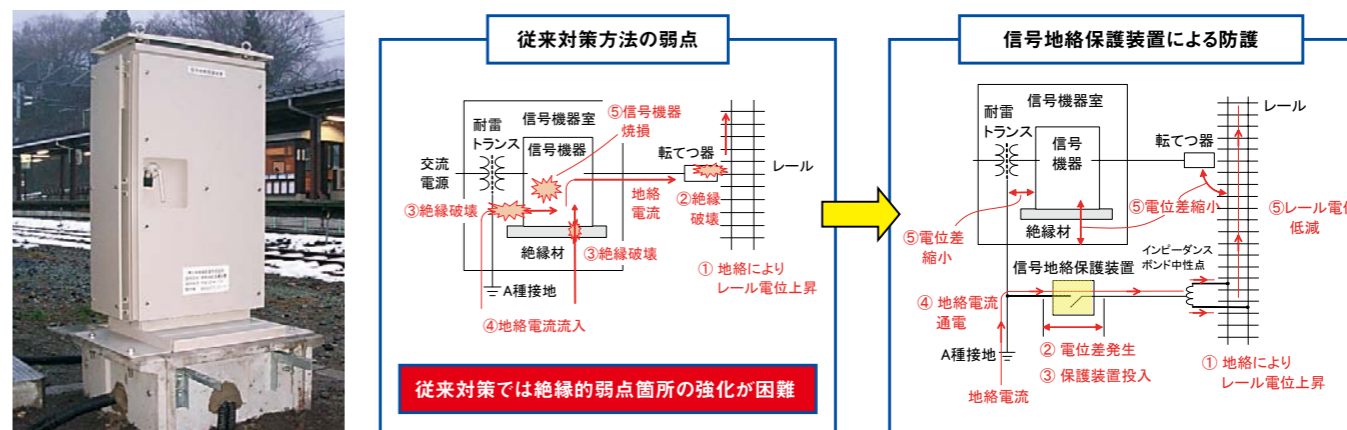 従来対策方法の弱点
耐雷
トランス
信号機器室
⑤信号機器
焼損
信号機器
転てつ器
レール
交流
電源
③絶縁破壊
地絡
電流
②絶縁
破壊
絶縁材
③絶縁破壊
① 地絡により
レール電位上昇
A種接地
④地絡電流流入
従来対策では絶縁的弱点箇所の強化が困難
信号地絡保護装置による防護
耐雷
トランス
信号機器室
信号
機器
転てつ器
レール
⑤電位差縮小
⑤電位差
縮小
絶縁材
⑤レール電位
低減
インピーダンス
ボンド中性点
信号地絡保護装置
④ 地絡電流
通電
A種接地
② 電位差発生
③ 保護装置投入
地絡電流
① 地絡により
レール電位上昇